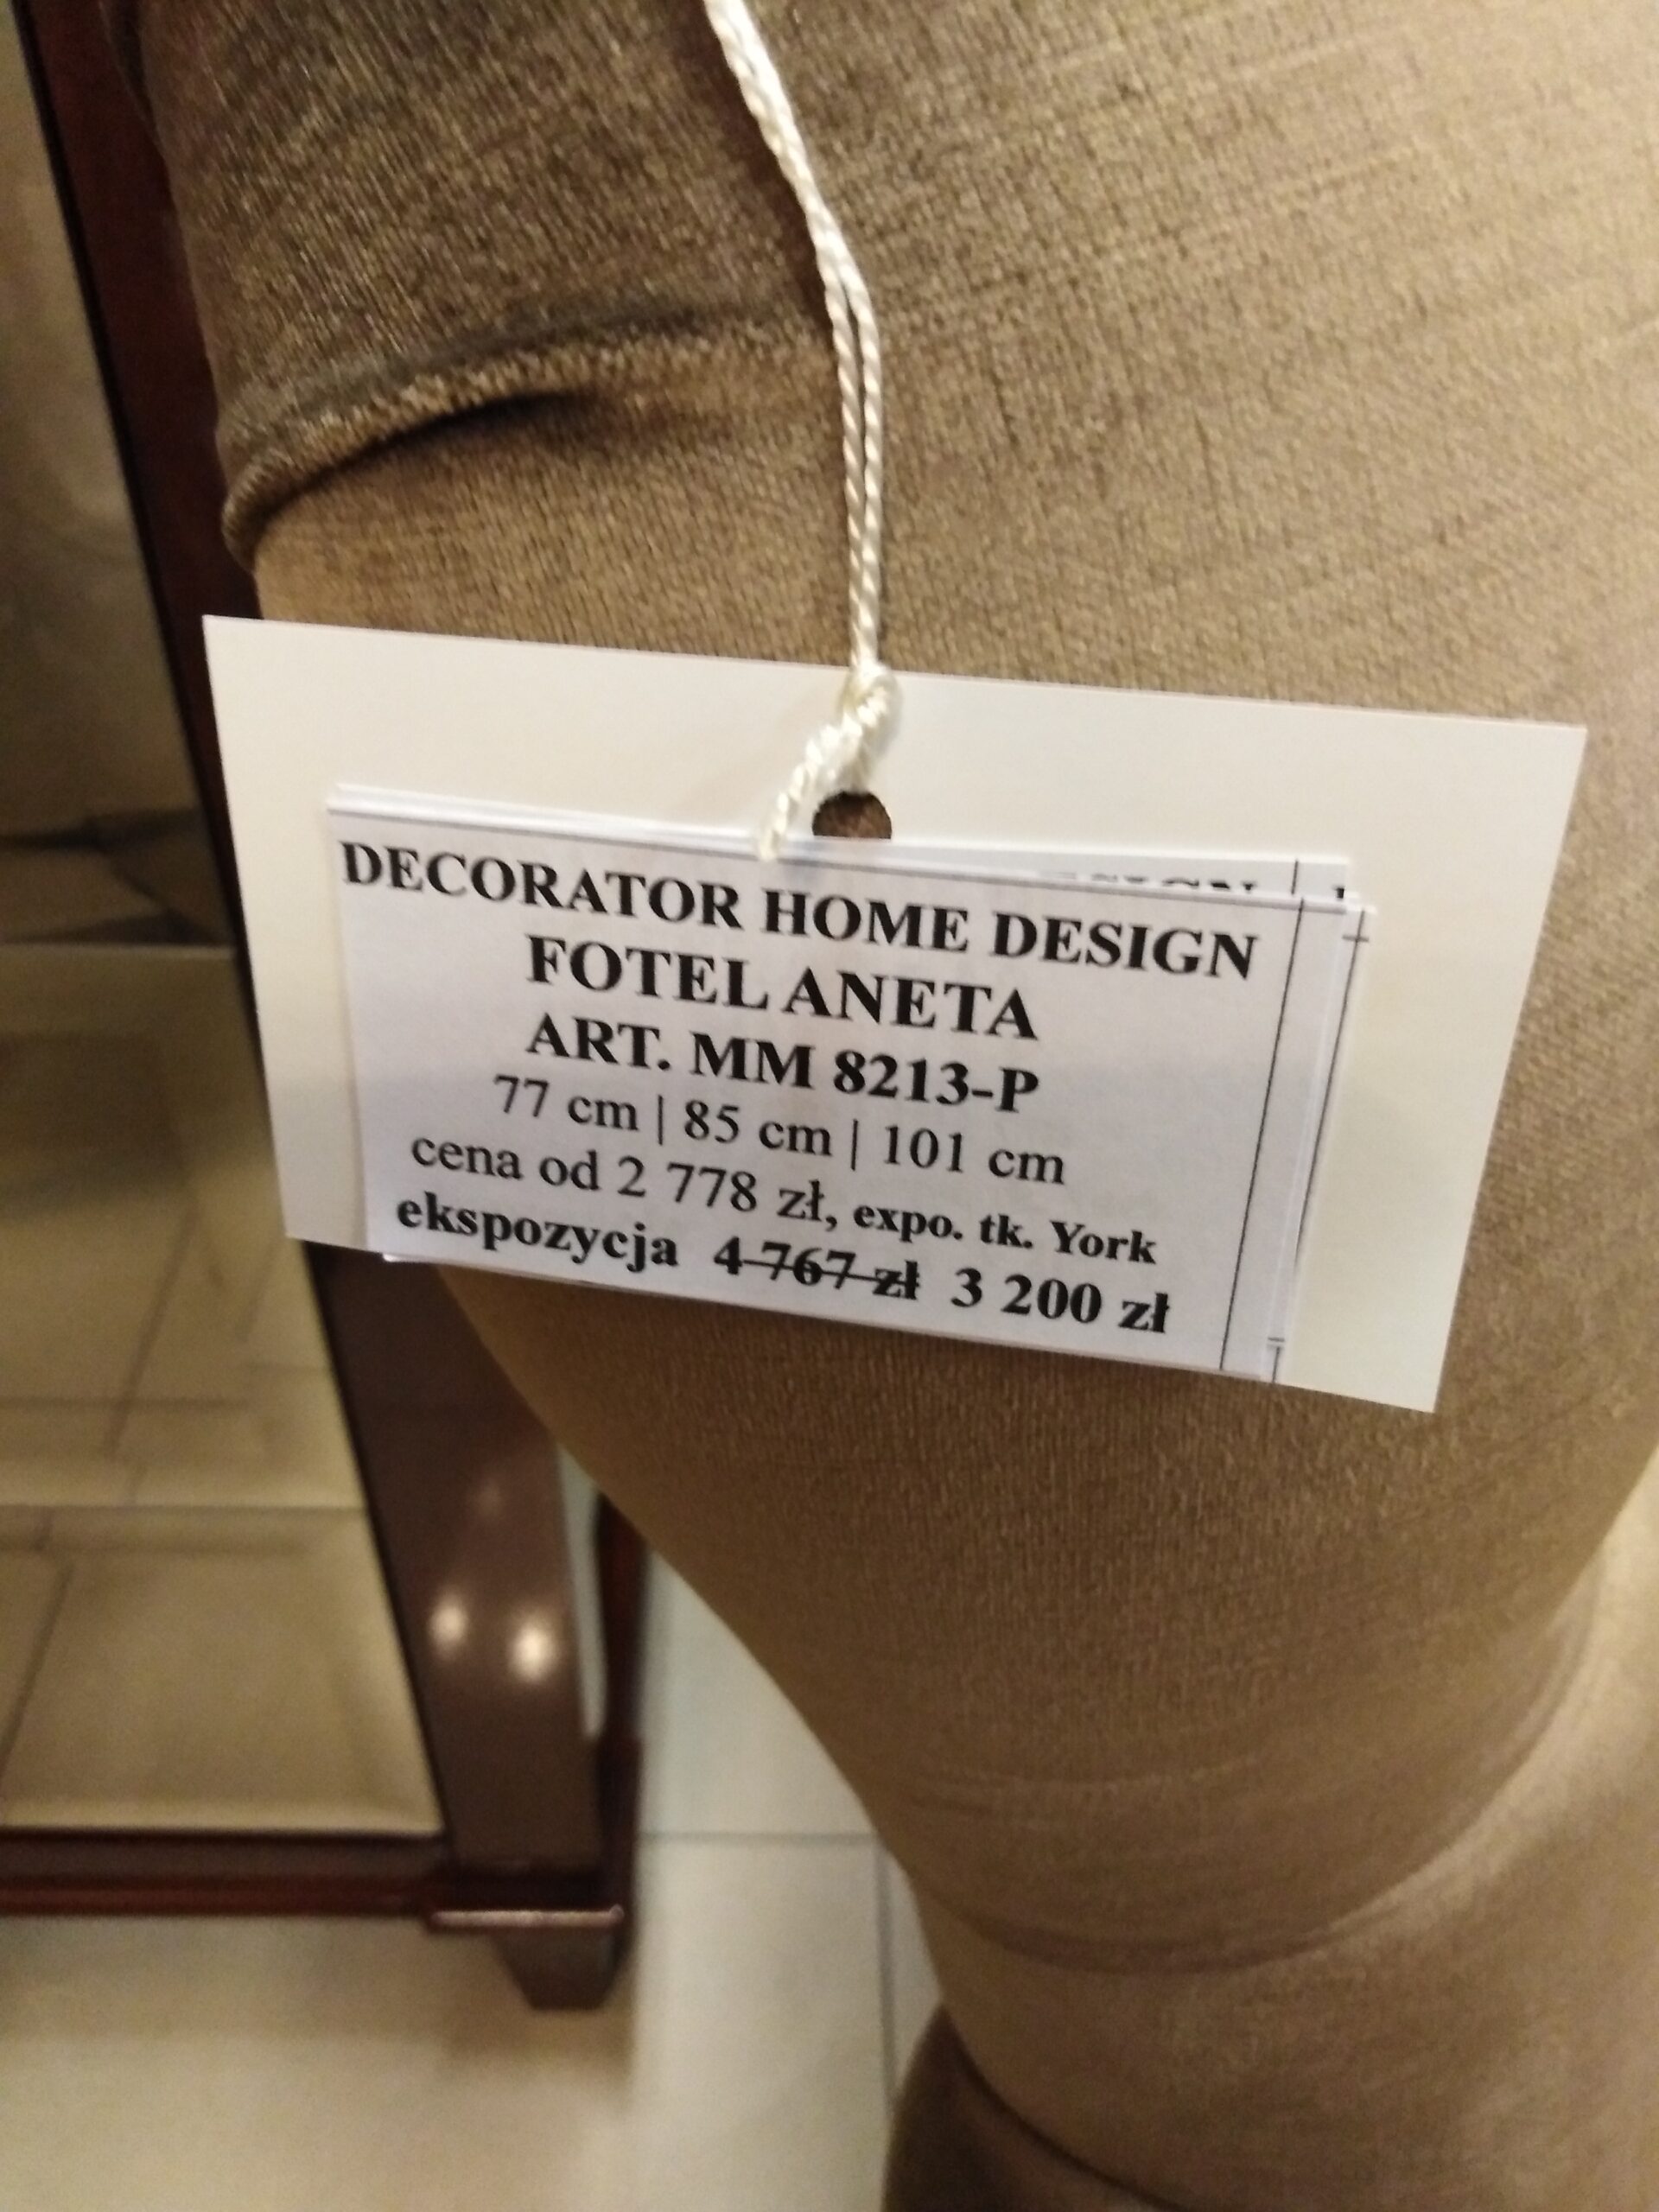 DECORATOR HOME DESIGN
FOTEL ANETA
ART. MM 8213-P
77 cm | 85 cm | 101 cm
cena od 2 778 zł, expo. tk. York
ekspozycja 4 767 zł 3 200 zł